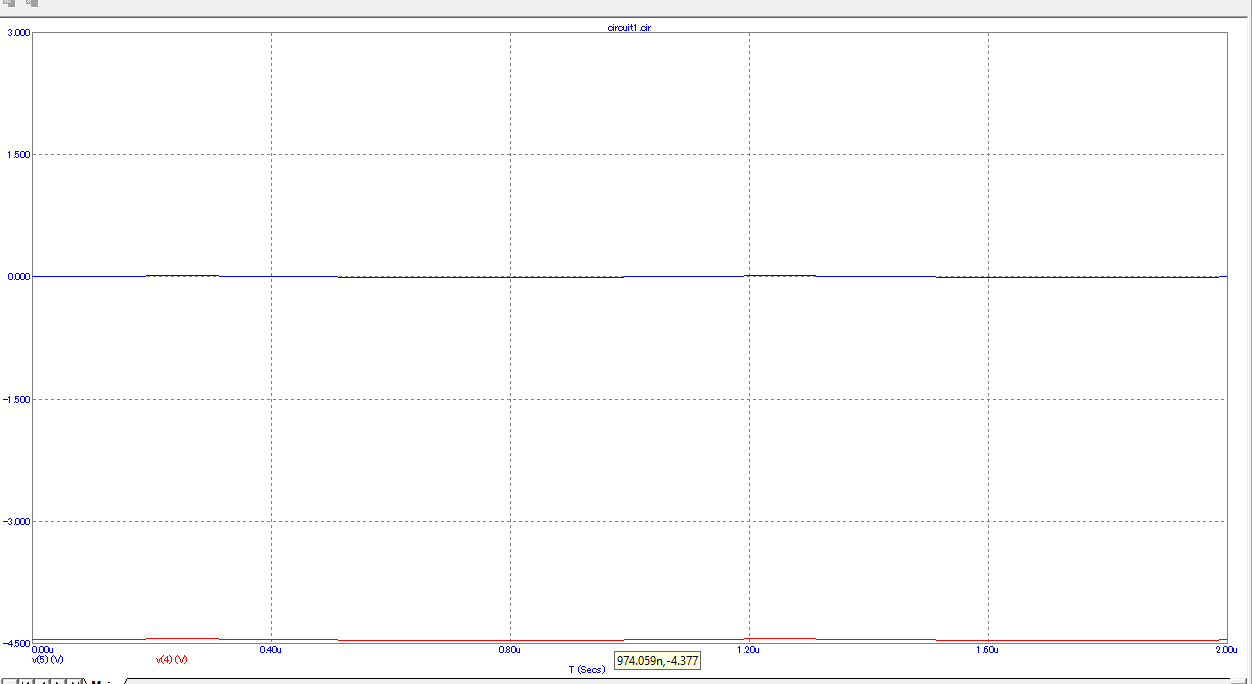 circuit1.cir
3.000
1.500
0.000
-1.500
-3.000
-4.500
0.00u 0.40u 0.80u 1.20u 1.60u 2.00u
v(5) (V) v(4) (V)
974.059n,-4.377
T (Secs)